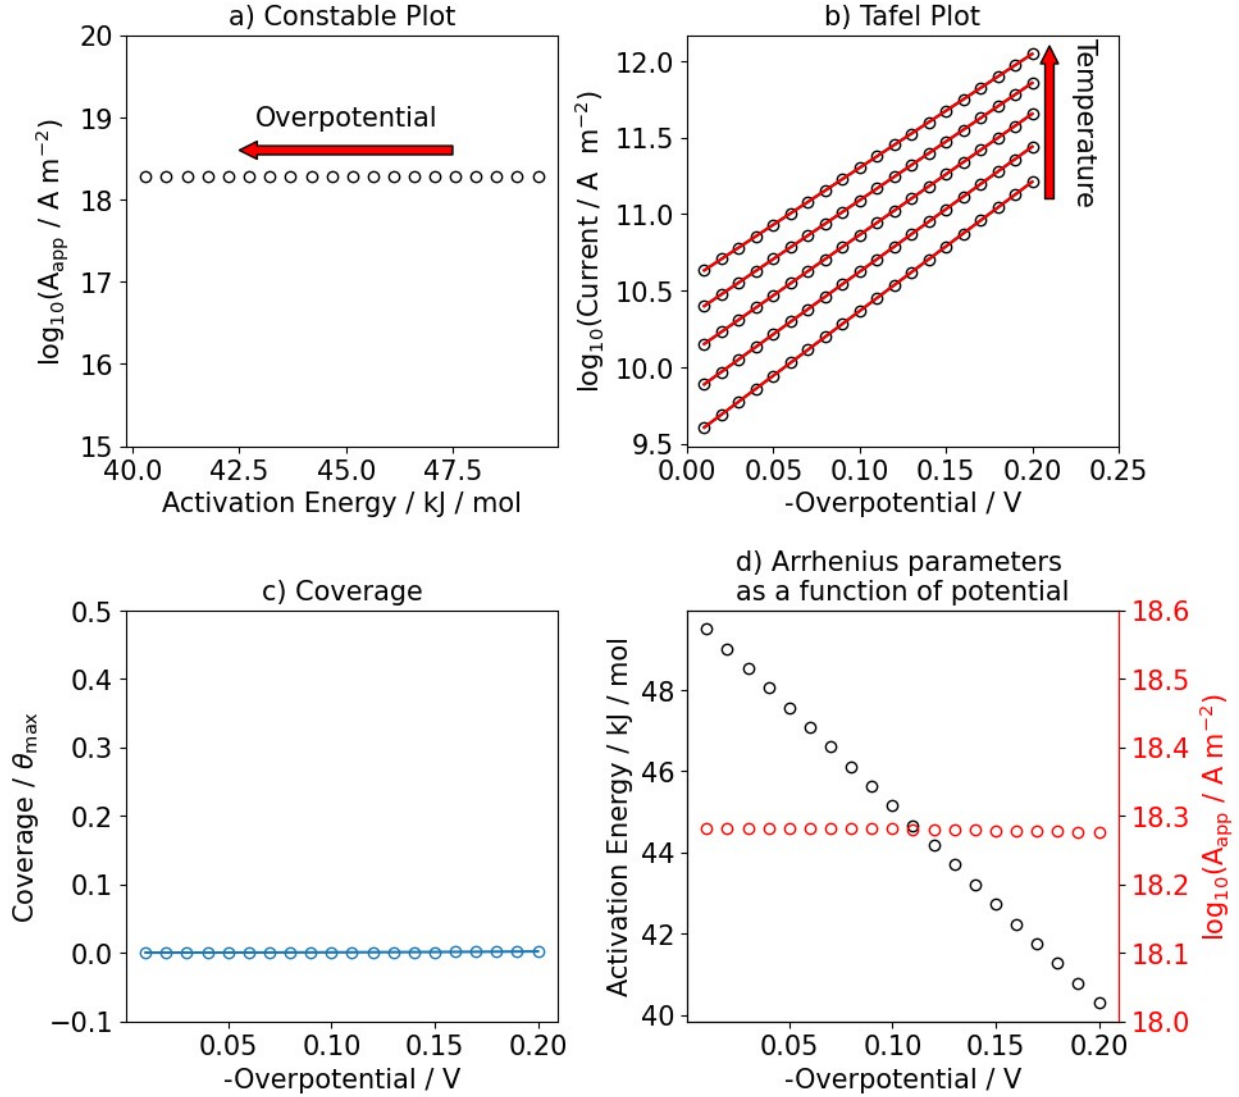 a) Constable Plot
20
19
18
17
16
15
log₁₀(A_app / A m⁻²)
Overpotential
40.0 42.5 45.0 47.5
Activation Energy / kJ / mol
b) Tafel Plot
12.0
11.5
11.0
10.5
10.0
9.5
log₁₀(Current / A m⁻²)
Temperature
0.00 0.05 0.10 0.15 0.20 0.25
-Overpotential / V
c) Coverage
0.5
0.4
0.3
0.2
0.1
0.0
−0.1
Coverage / θ_max
0.05 0.10 0.15 0.20
-Overpotential / V
d) Arrhenius parameters
as a function of potential
48
46
44
42
40
Activation Energy / kJ / mol
18.6
18.5
18.4
18.3
18.2
18.1
18.0
log₁₀(A_app / A m⁻²)
0.05 0.10 0.15 0.20
-Overpotential / V